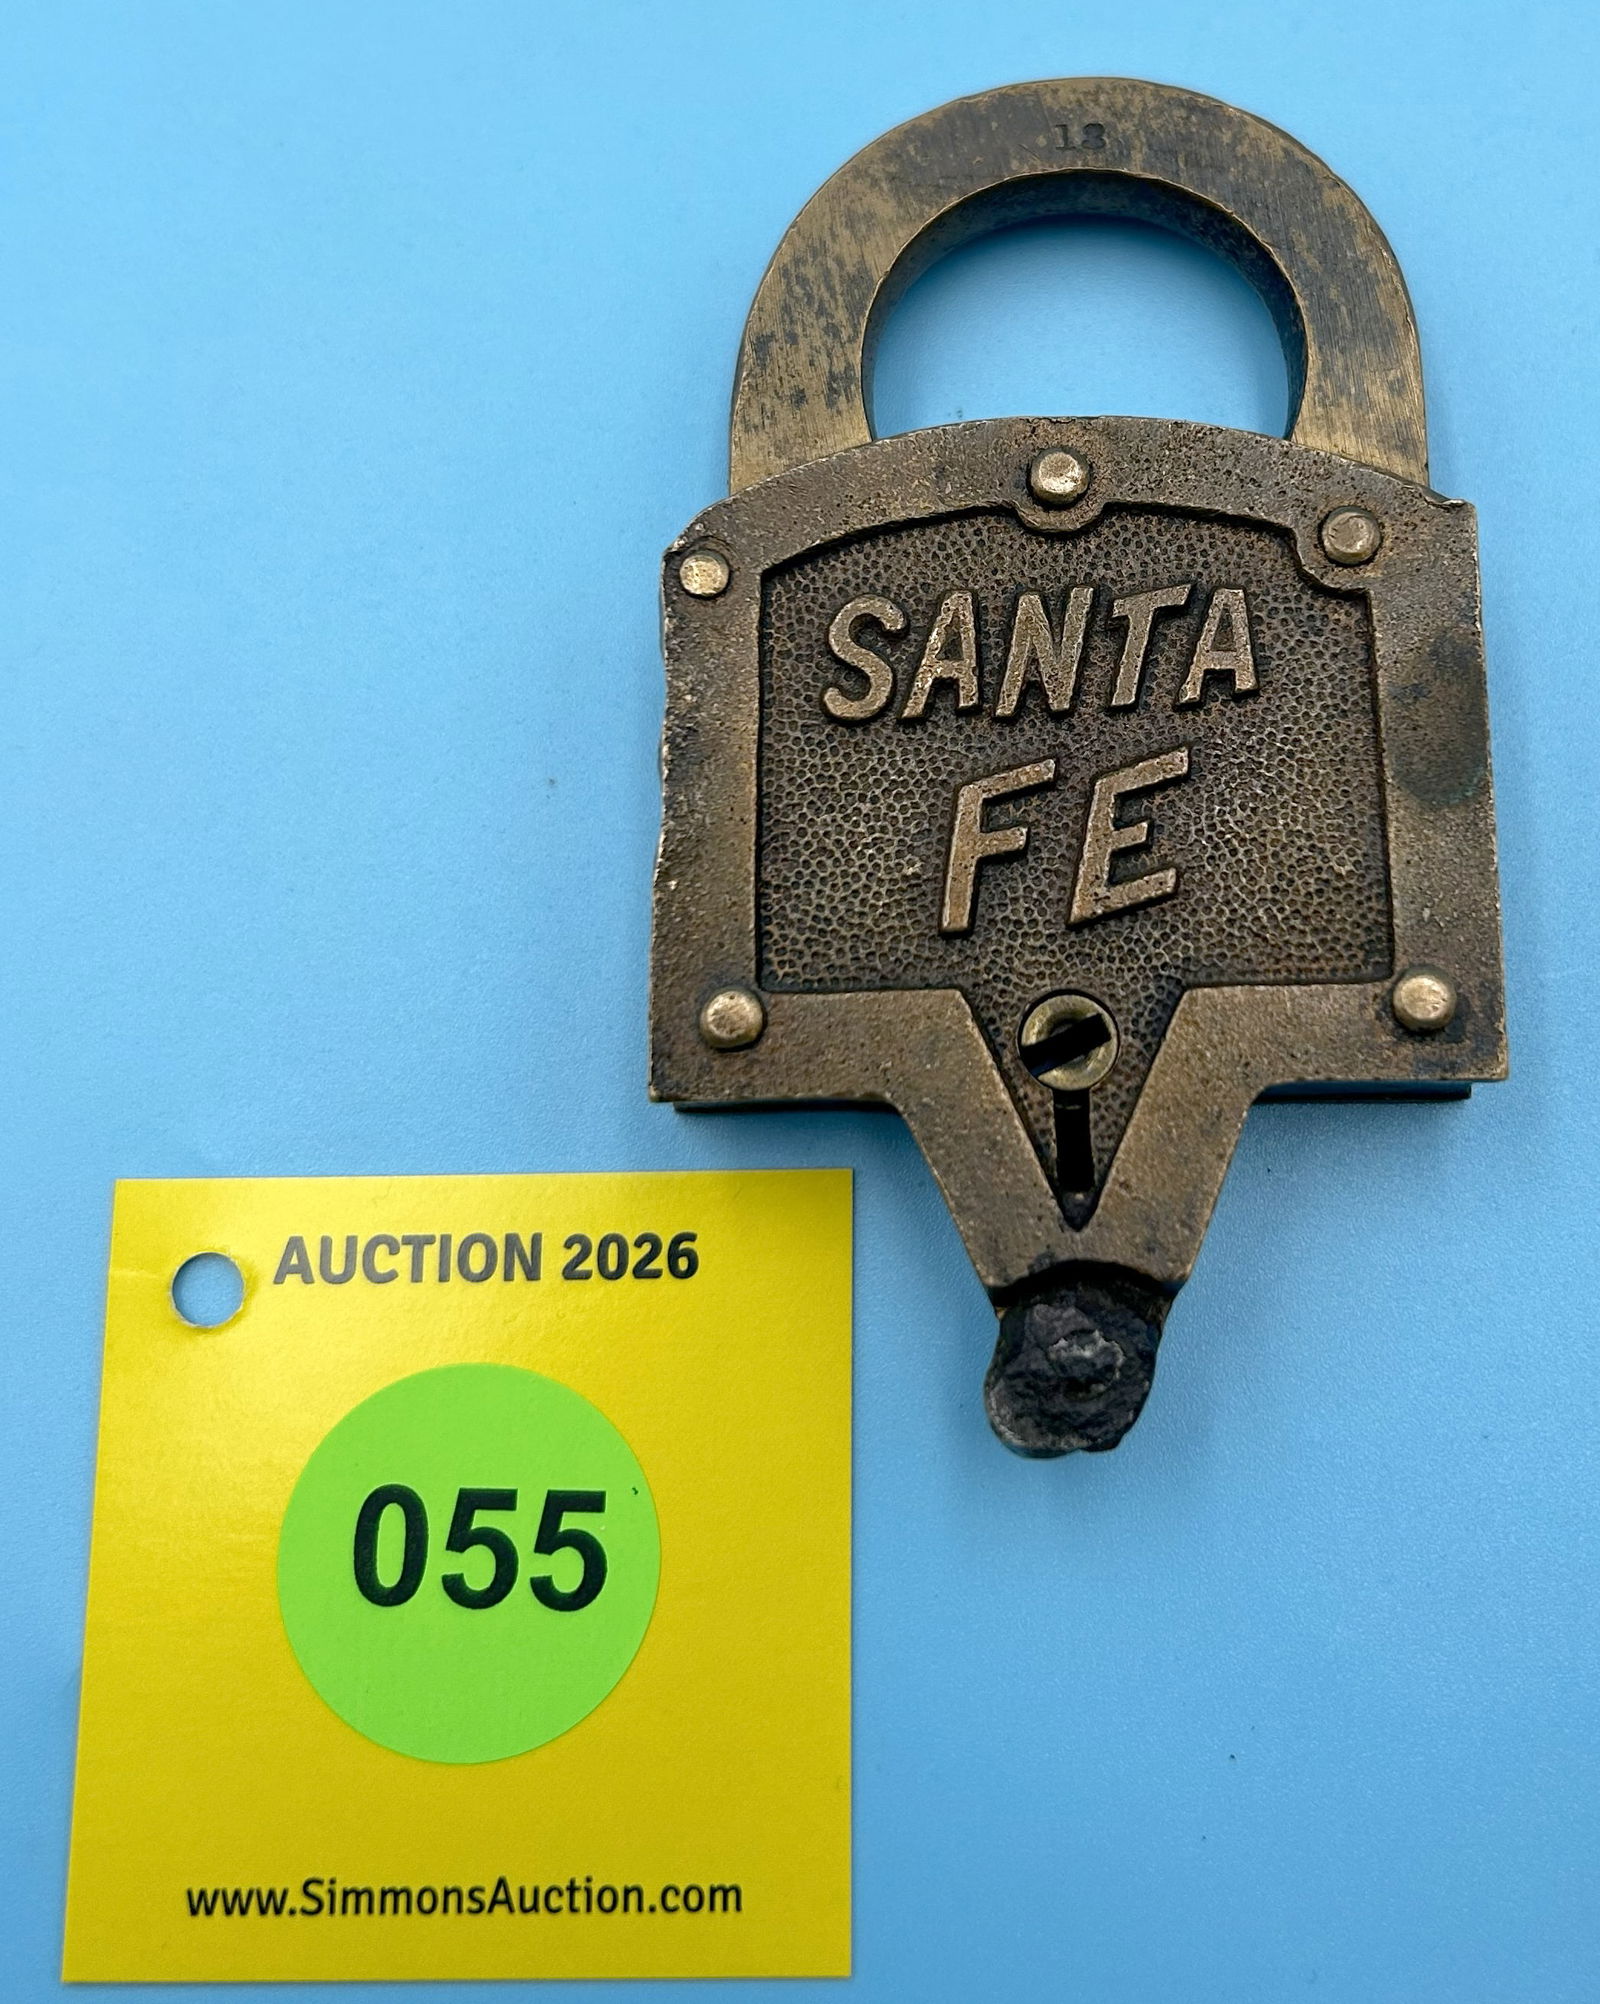 18
SANTA
FE
AUCTION 2026
055
www.SimmonsAuction.com